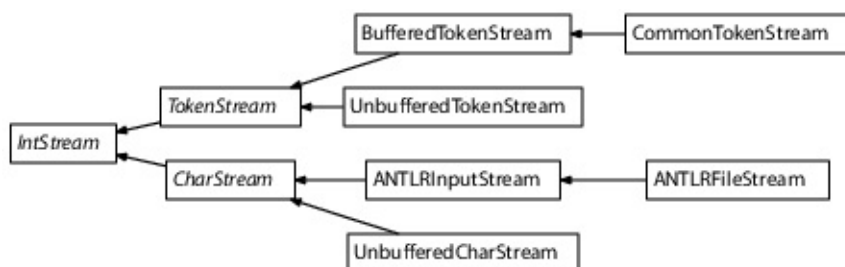 BufferedTokenStream
CommonTokenStream
TokenStream
UnbufferedTokenStream
IntStream
CharStream
ANTLRInputStream
ANTLRFileStream
UnbufferedCharStream